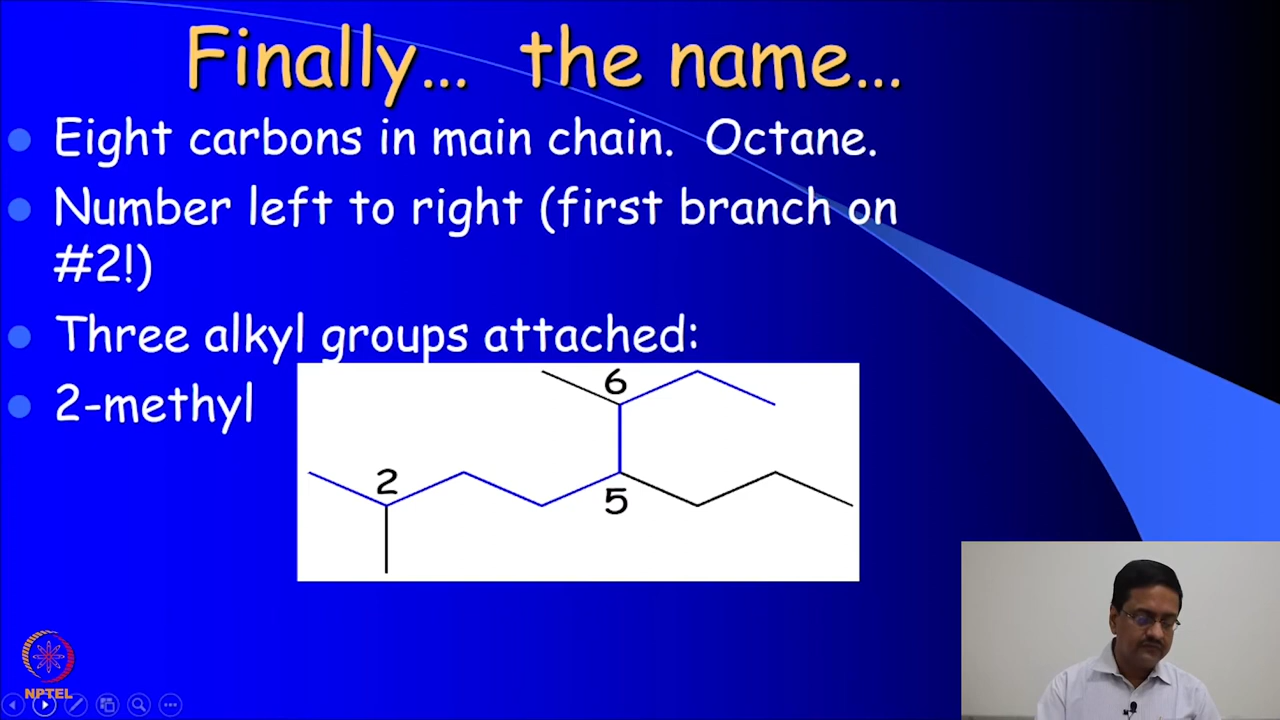 Finally... the name...
Eight carbons in main chain. Octane.
Number left to right (first branch on
#2!)
Three alkyl groups attached:
2-methyl
6
2
5
NPTEL